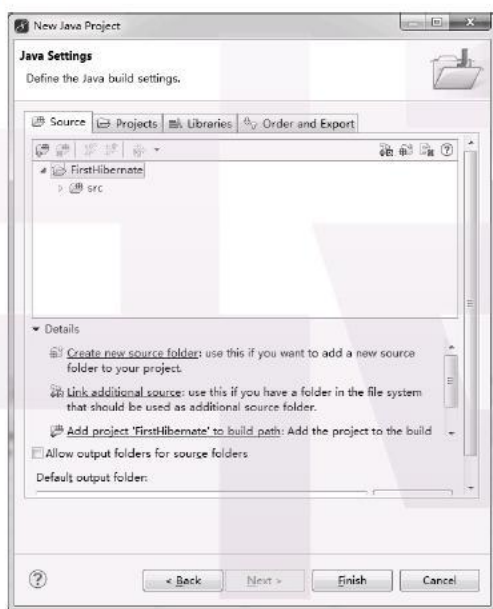 New Java Project
Java Settings
Define the Java build settings.
Source Projects Libraries Order and Export
FirstHibernate
src
Details
Create new source folder: use this if you want to add a new source
folder to your project.
Link additional source: use this if you have a folder in the file system
that should be used as additional source folder.
Add project 'FirstHibernate' to build path: Add the project to the build
Allow output folders for source folders
Default output folder:
< Back Next > Finish Cancel